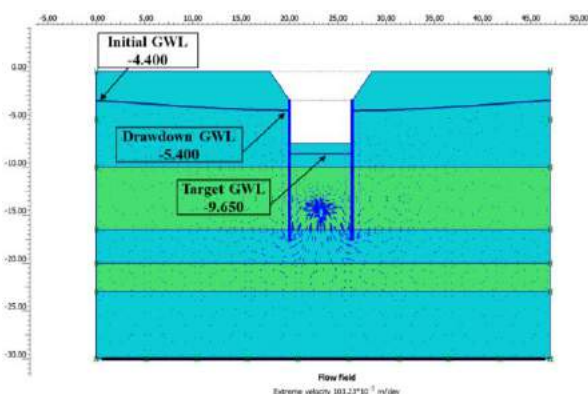 0,00 5,00 10,00 15,00 20,00 25,00 30,00 35,00 40,00 45,00 50,00
Initial GWL
-4.400
0.00
-5.00
Drawdown GWL
-5.400
-10.00
Target GWL
-9.650
-15.00
-20.00
-25.00
-30.00
Flow field
Extreme velocity